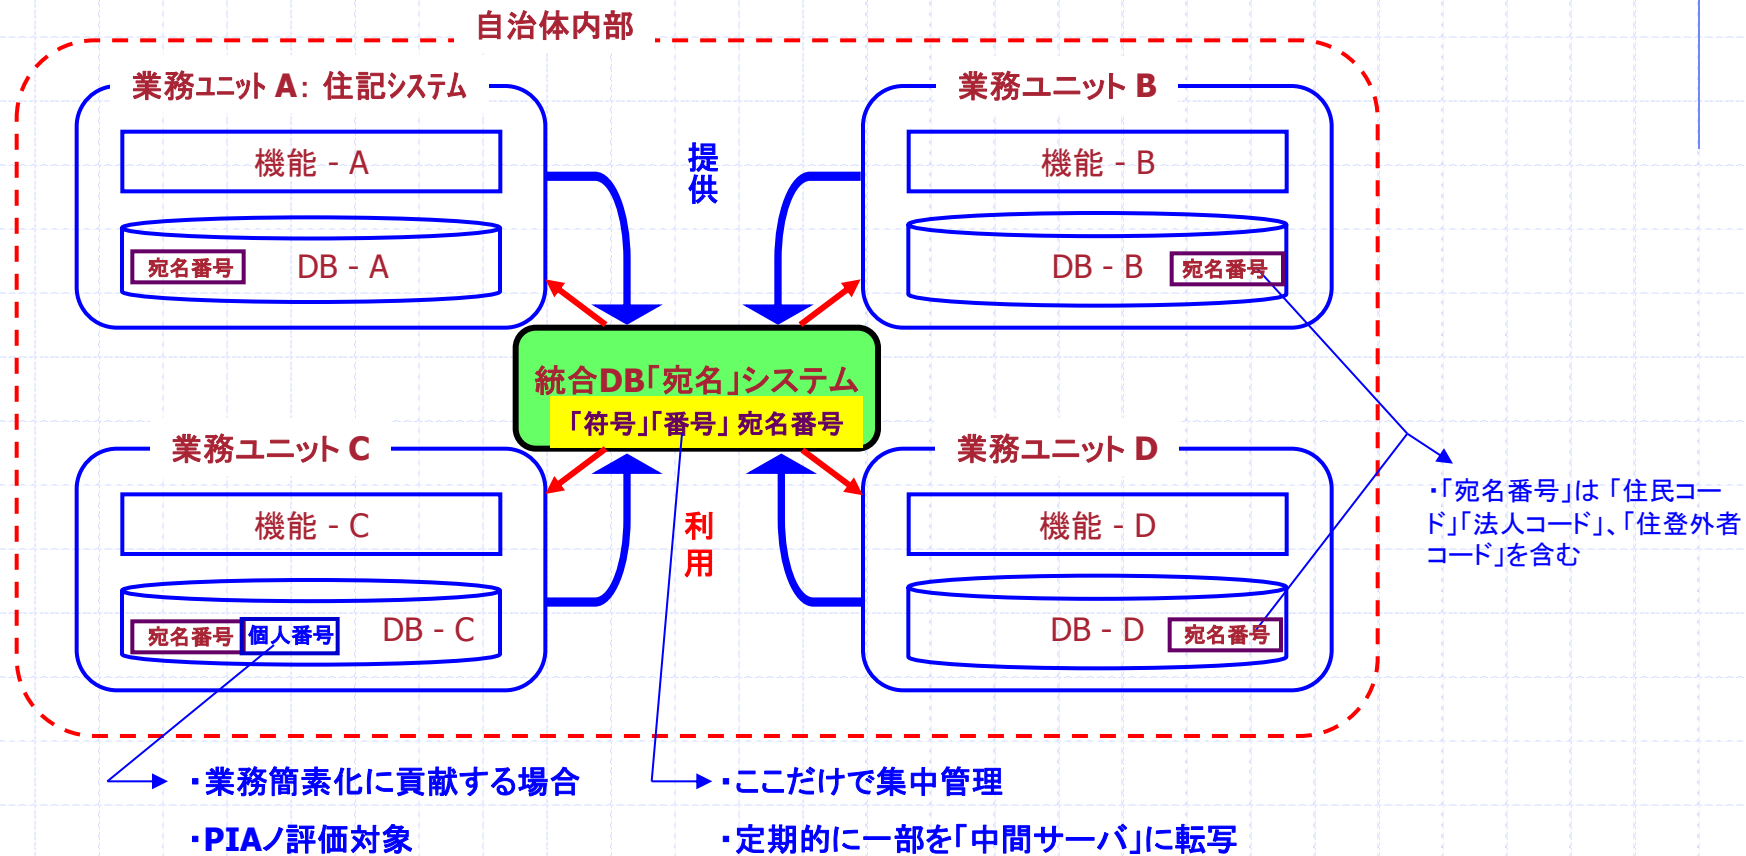 自治体内部
業務ユニット A： 住記システム
機能 - A
宛名番号
DB - A
提供
業務ユニット B
機能 - B
DB - B
宛名番号
統合DB「宛名」システム
「符号」「番号」 宛名番号
業務ユニット C
機能 - C
宛名番号
個人番号
DB - C
利用
業務ユニット D
機能 - D
DB - D
宛名番号
・「宛名番号」は 「住民コー
ド」「法人コード」、「住登外者
コード」を含む
・業務簡素化に貢献する場合
・PIAノ評価対象
・ここだけで集中管理
・定期的に一部を「中間サーバ」に転写